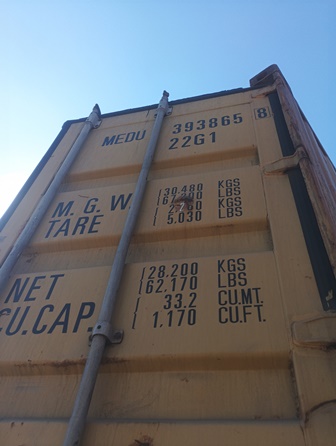 MEDU 393865 8
22G1
M.G.W. 30.480 KGS
LBS
TARE KGS
5.030 LBS
NET 28.200 KGS
62.170 LBS
CU.CAP. 33.2 CU.MT.
1.170 CU.FT.